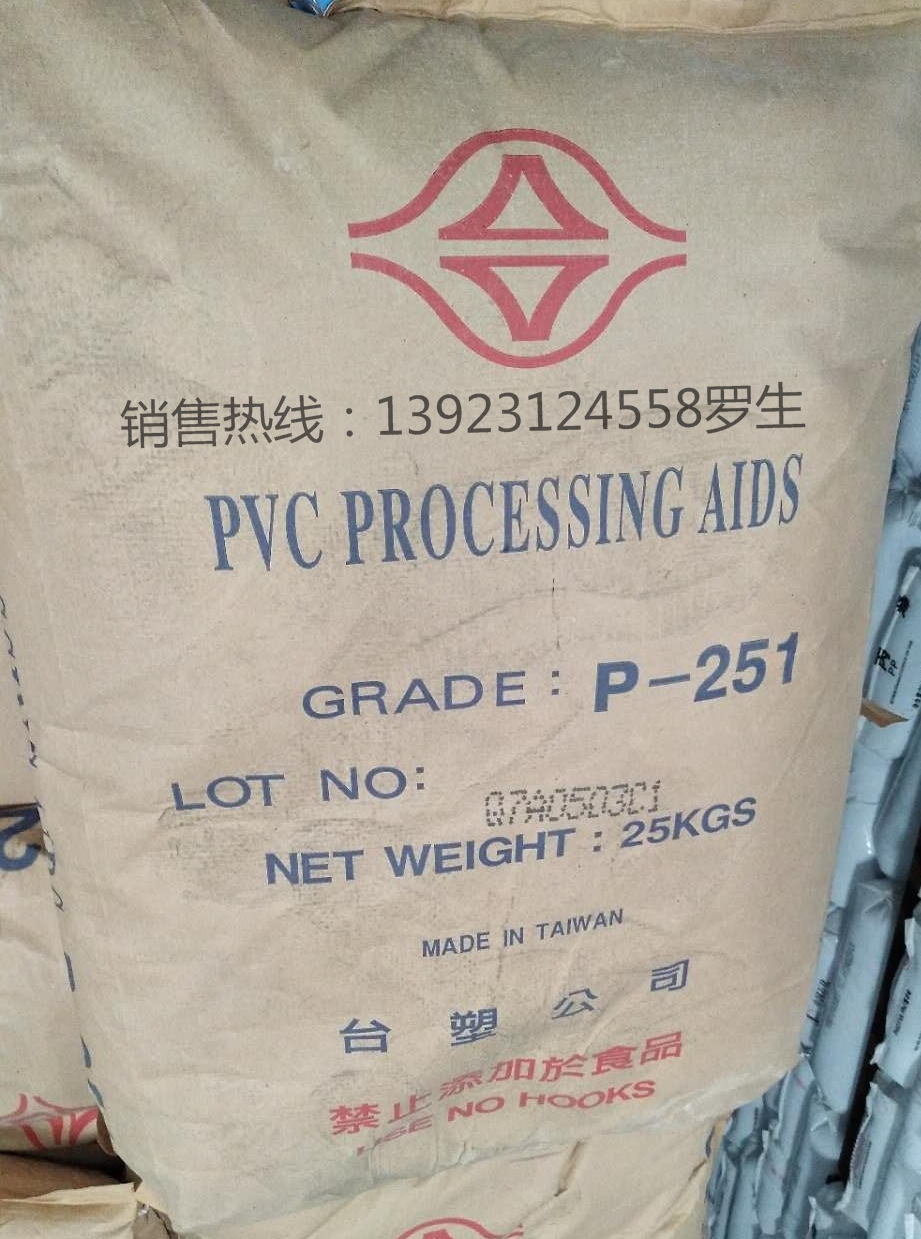 销售热线：13923124558罗生
PVC PROCESSING AIDS
GRADE: P-251
LOT NO:
Q7A0503C1
NET WEIGHT: 25KGS
MADE IN TAIWAN
台塑公司
禁止添加於食品
USE NO HOOKS